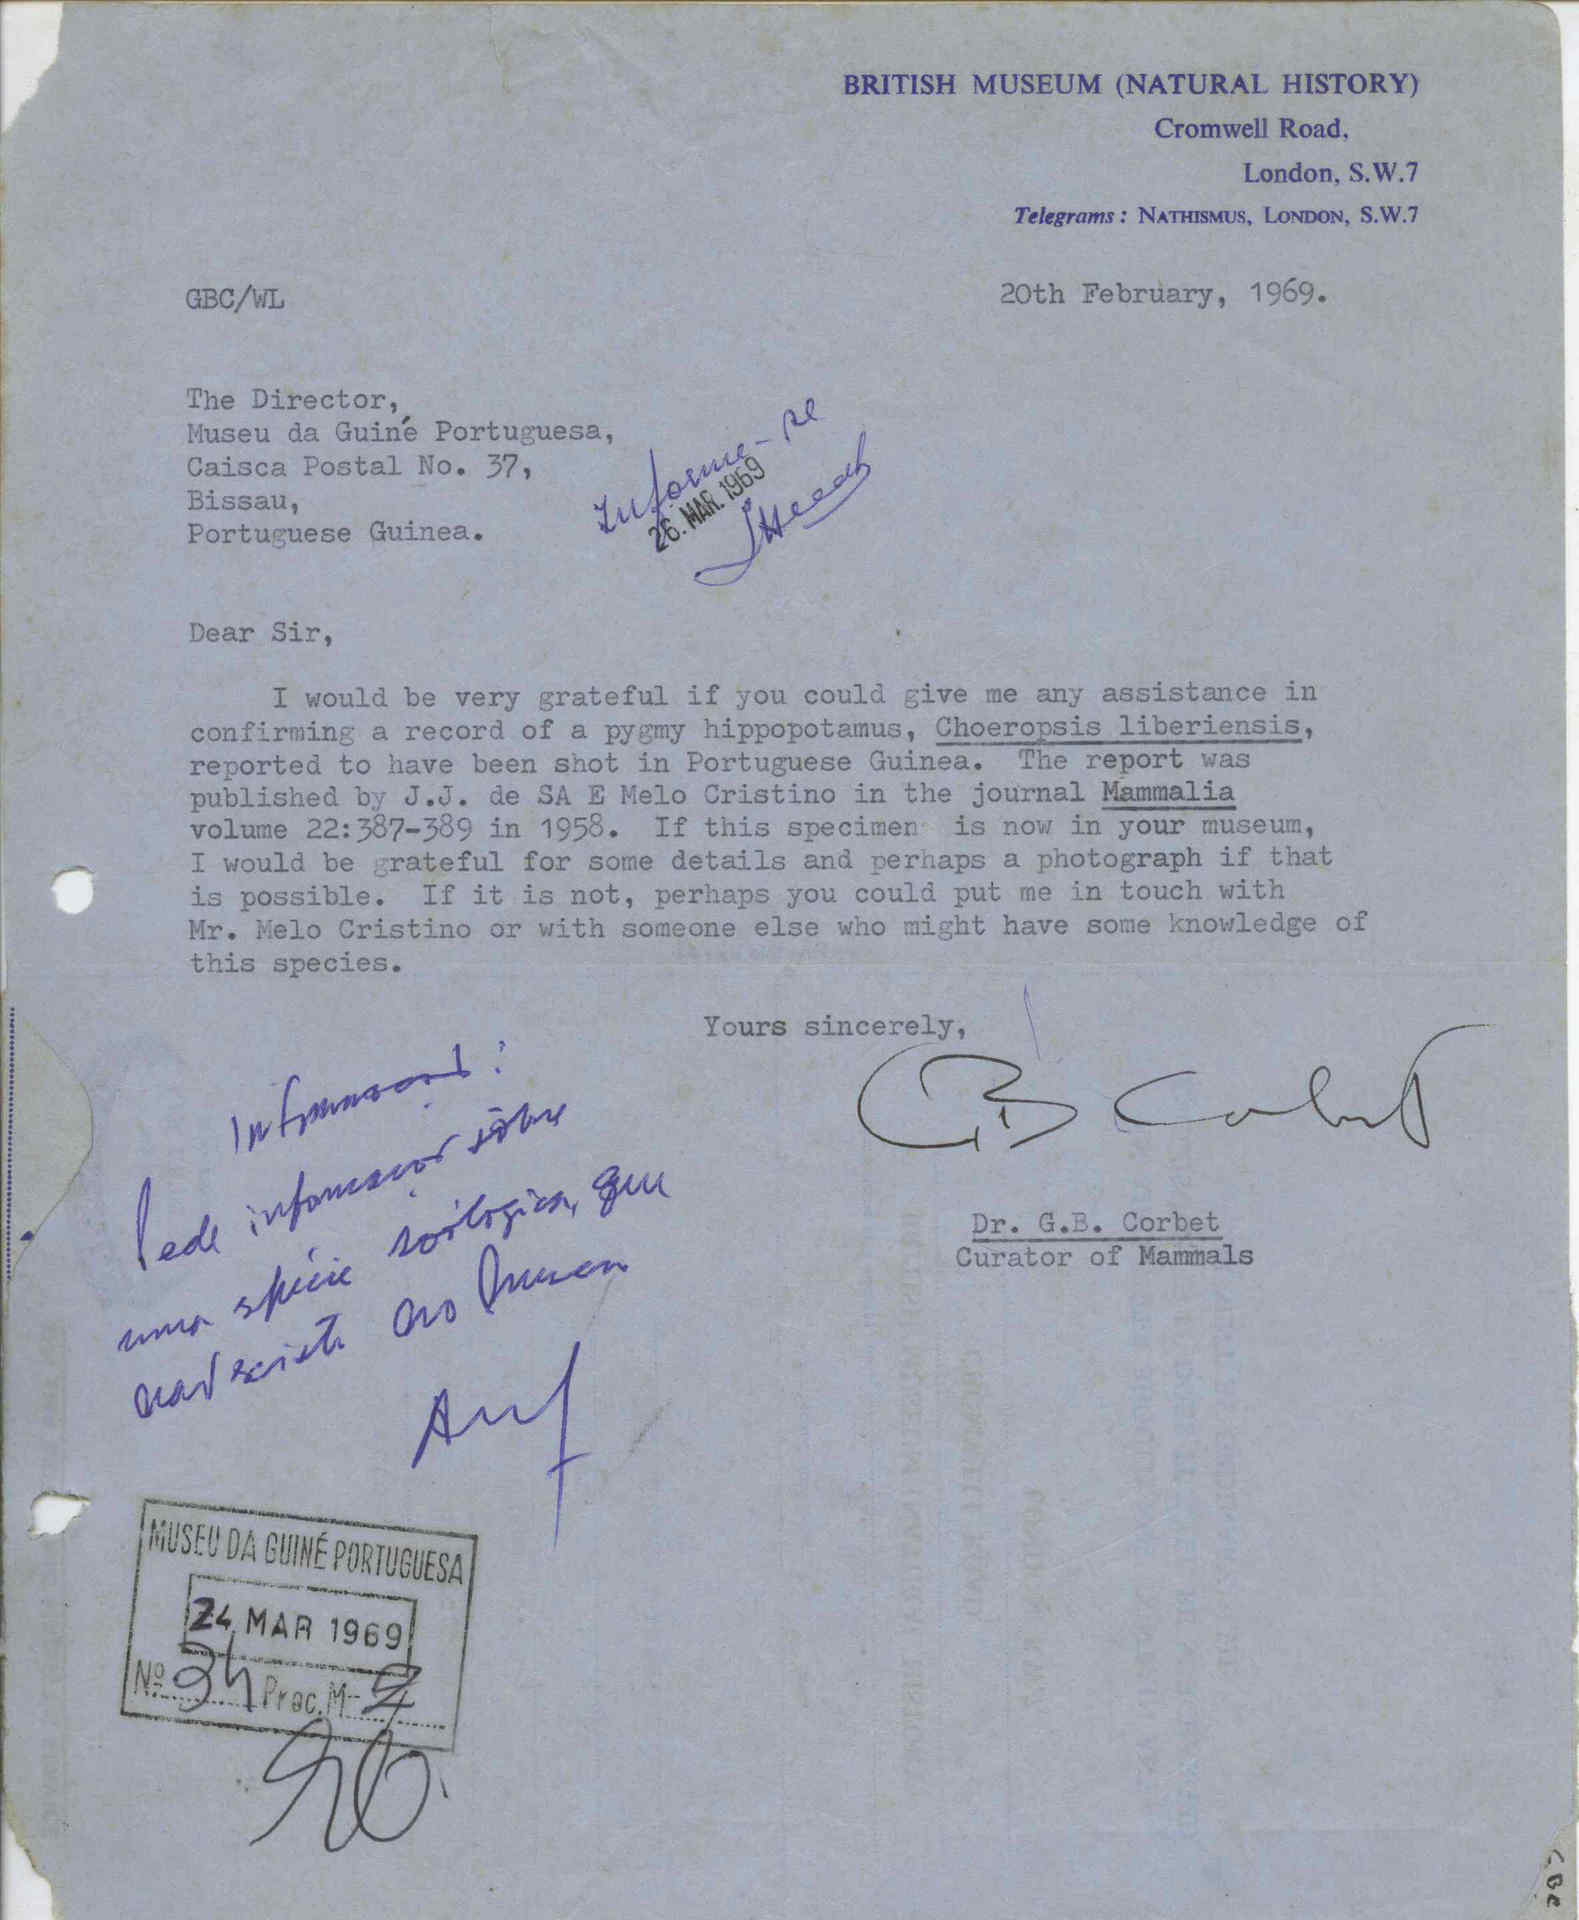 BRITISH MUSEUM (NATURAL HISTORY)
Cromwell Road,
London, S.W.7
Telegrams: NATHISMUS, LONDON, S.W.7
GBC/WL
20th February, 1969.
The Director,
Museu da Guiné Portuguesa,
Caisca Postal No. 37,
Bissau,
Portuguese Guinea.
Informe-se
26. MAR. 1969
Dear Sir,
I would be very grateful if you could give me any assistance in
confirming a record of a pygmy hippopotamus, Choeropsis liberiensis,
reported to have been shot in Portuguese Guinea. The report was
published by J.J. de SA E Melo Cristino in the journal Mammalia
volume 22:387-389 in 1958. If this specimen is now in your museum,
I would be grateful for some details and perhaps a photograph if that
is possible. If it is not, perhaps you could put me in touch with
Mr. Melo Cristino or with someone else who might have some knowledge of
this species.
Yours sincerely,
GB Corbet
Dr. G.B. Corbet
Curator of Mammals
Informação:
Pede informação sôbre
uma espécie zoológica, que
não existe no Museu
MUSEU DA GUINÉ PORTUGUESA
24 MAR 1969
Nº 34 Proc. M-2